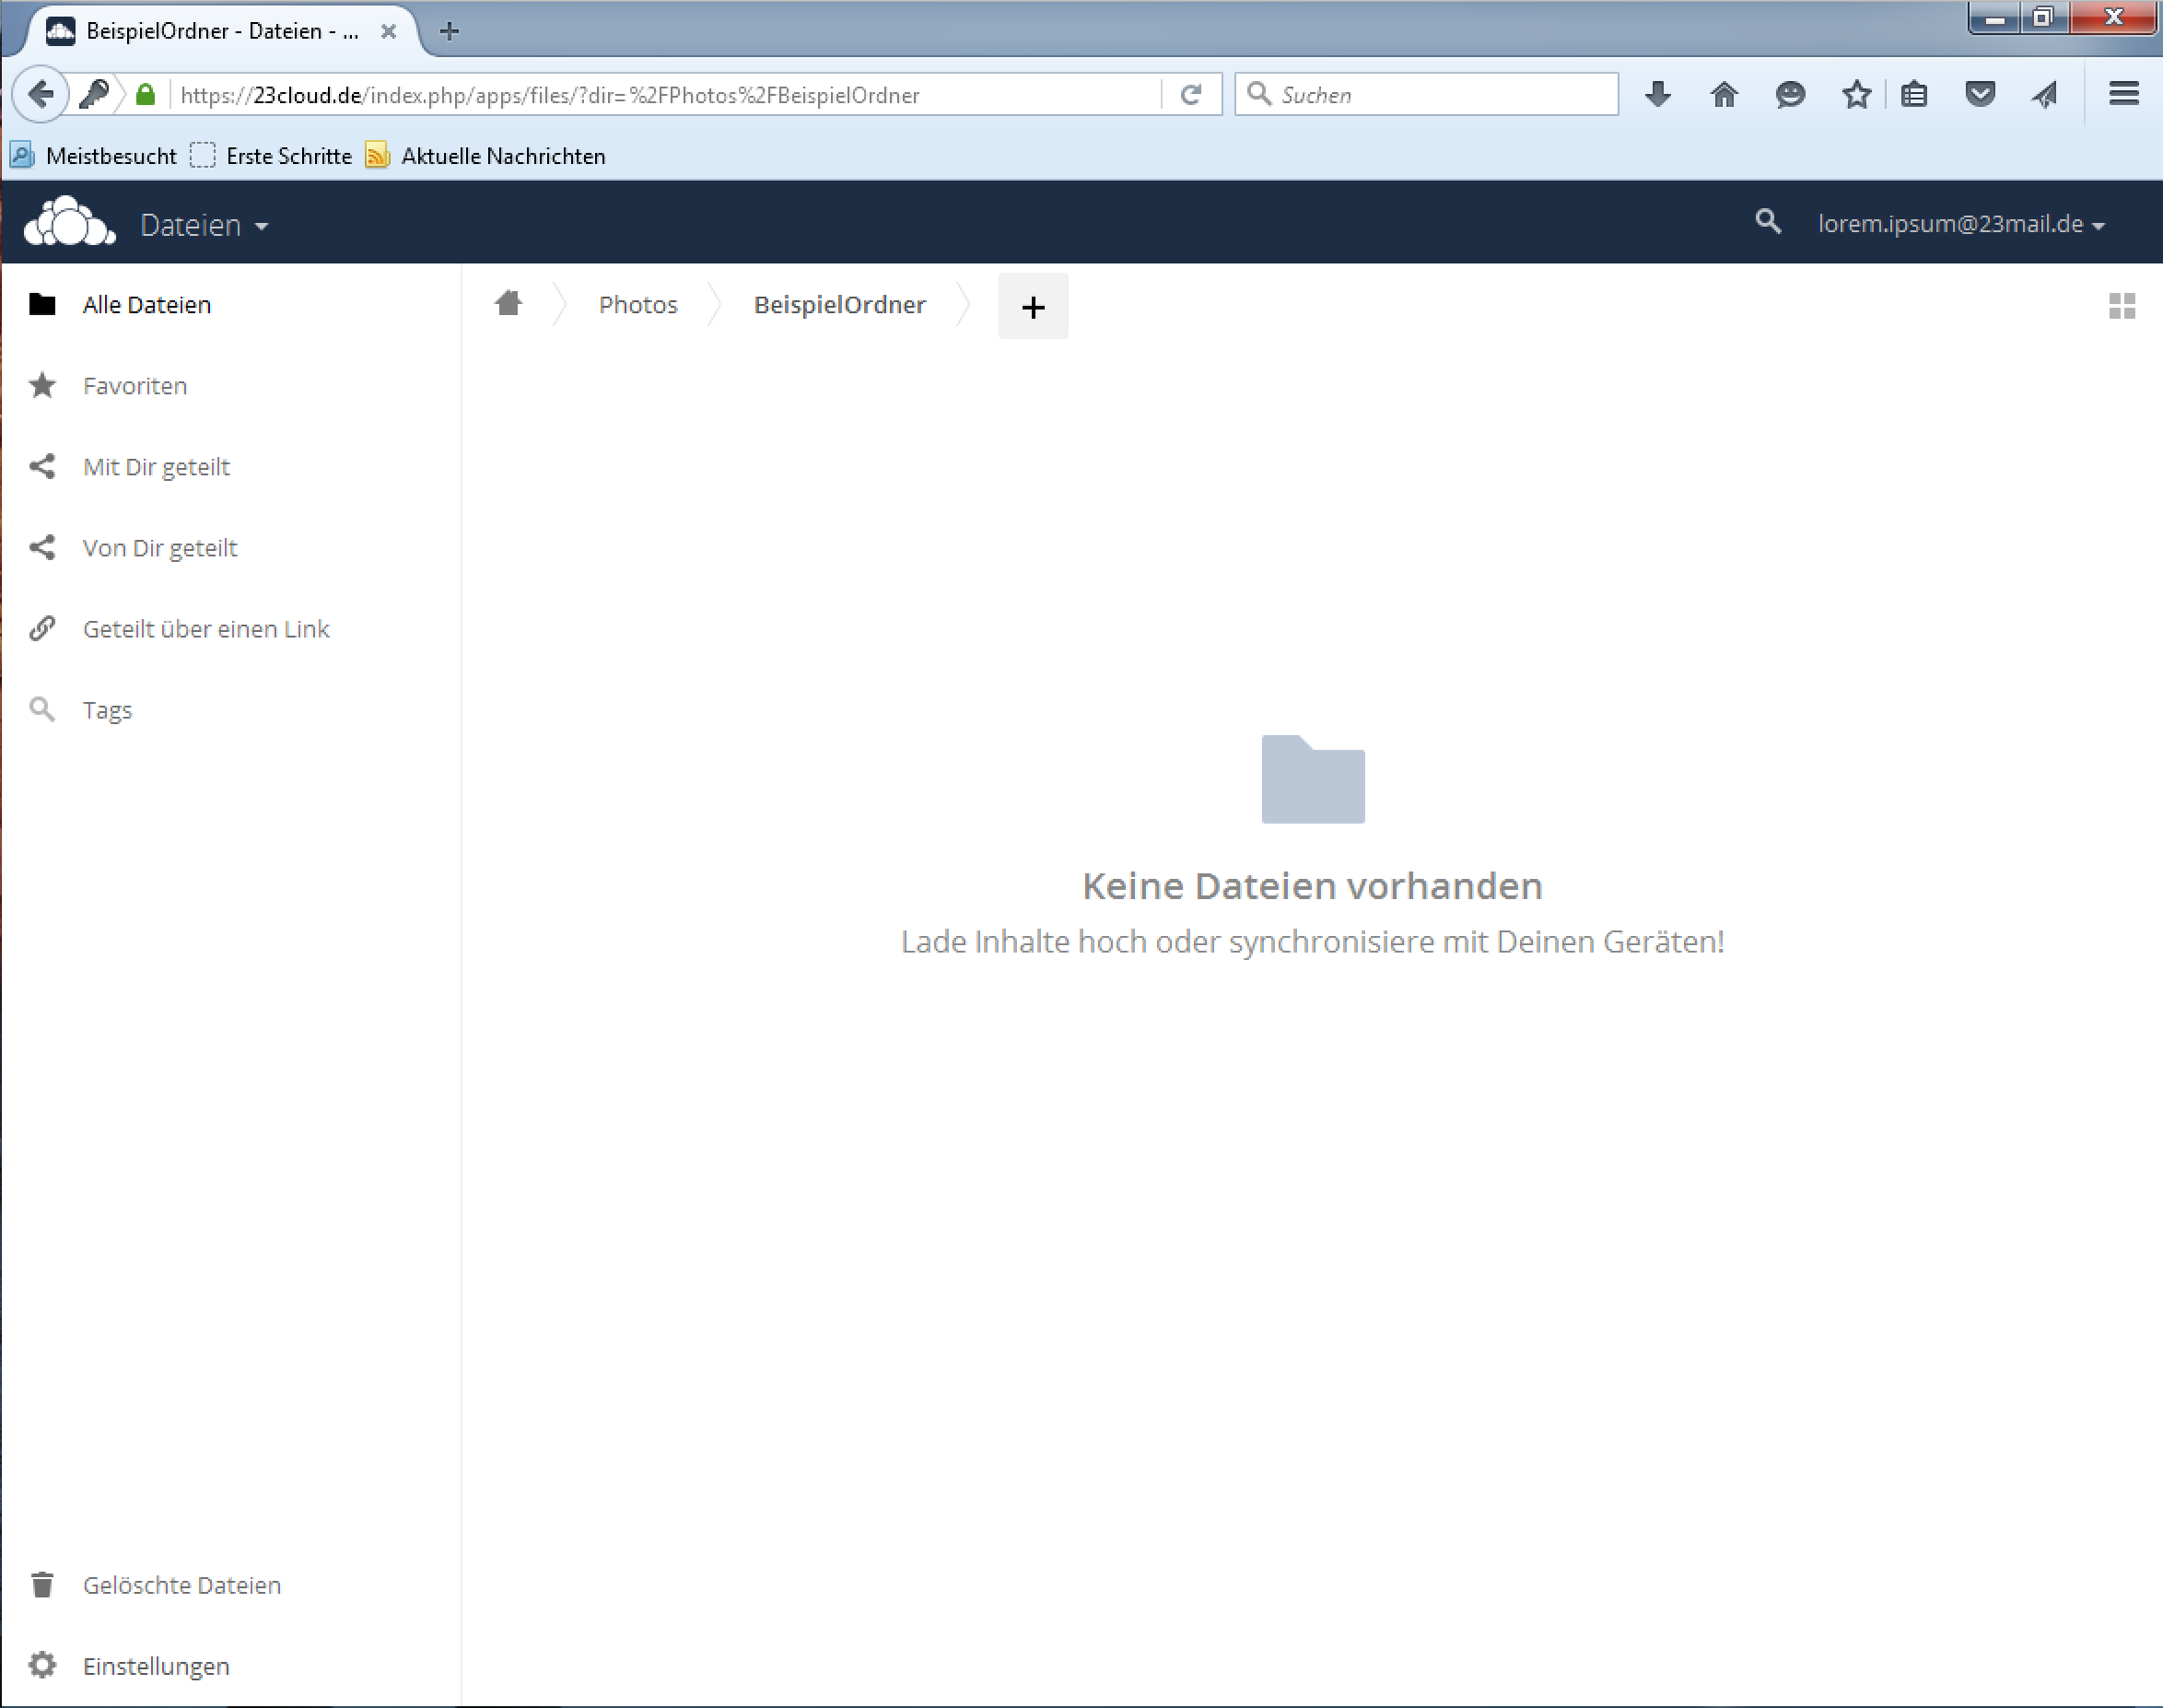 BeispielOrdner - Dateien - ...
https://23cloud.de/index.php/apps/files/?dir=%2FPhotos%2FBeispielOrdner
Suchen
Meistbesucht Erste Schritte Aktuelle Nachrichten
Dateien
lorem.ipsum@23mail.de
Alle Dateien
Photos
BeispielOrdner
+
Favoriten
Mit Dir geteilt
Von Dir geteilt
Geteilt über einen Link
Tags
Keine Dateien vorhanden
Lade Inhalte hoch oder synchronisiere mit Deinen Geräten!
Gelöschte Dateien
Einstellungen